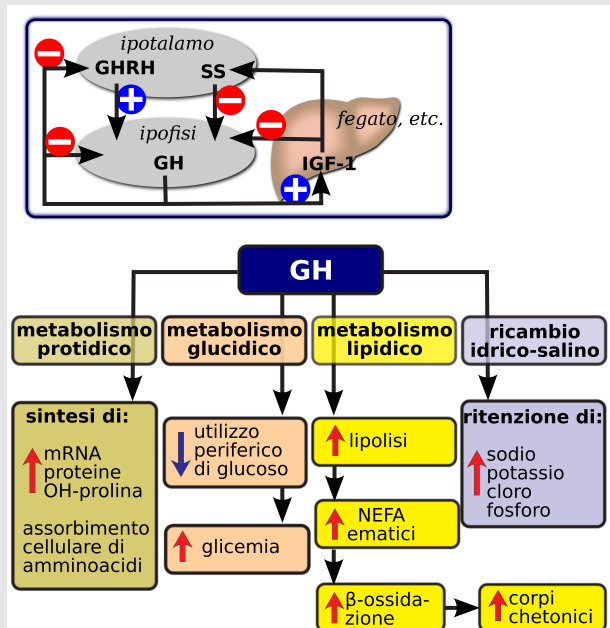 ipotalamo
GHRH
SS
ipofisi
GH
fegato, etc.
IGF-1
GH
metabolismo
protidico
metabolismo
glucidico
metabolismo
lipidico
ricambio
idrico-salino
sintesi di:
mRNA
proteine
OH-prolina
assorbimento
cellulare di
amminoacidi
utilizzo
periferico
di glucoso
glicemia
lipolisi
NEFA
ematici
β-ossida-
zione
corpi
chetonici
ritenzione di:
sodio
potassio
cloro
fosforo